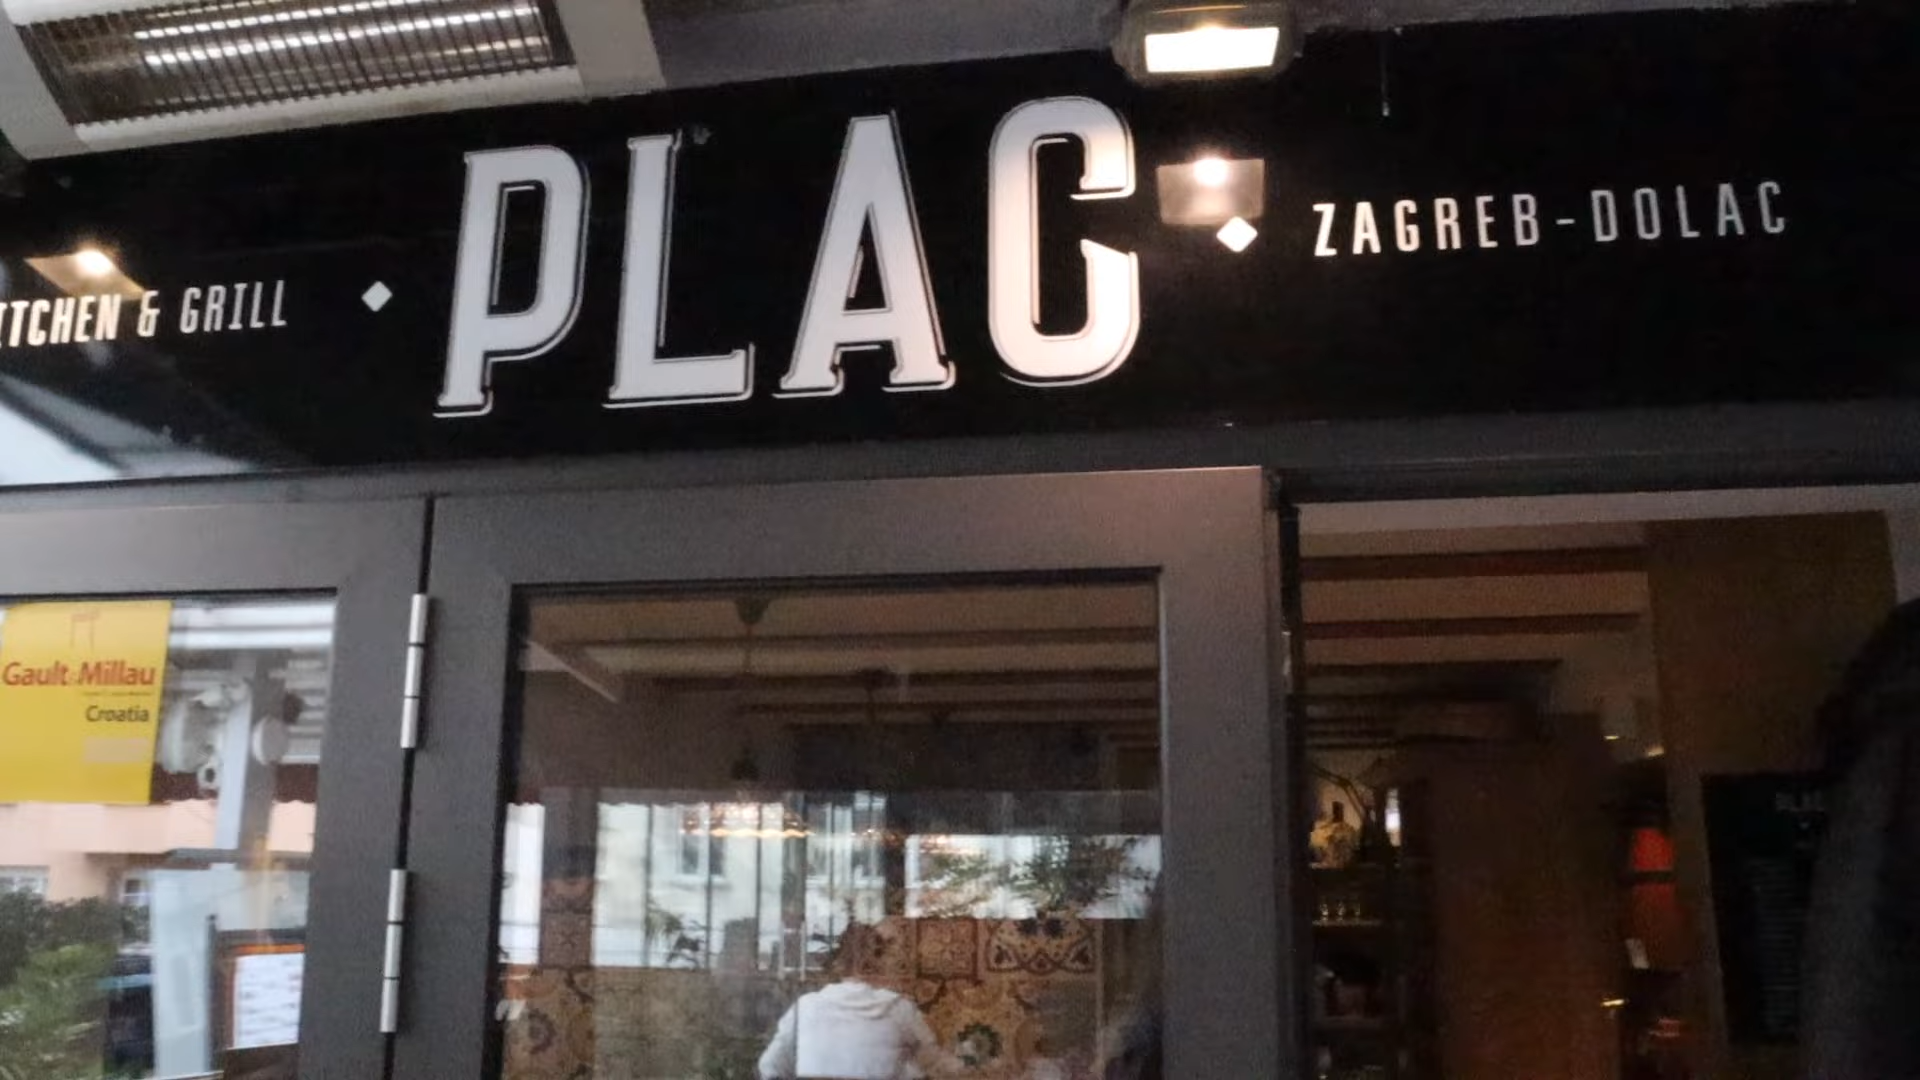 ITCHEN & GRILL ◆ PLAC ◆ ZAGREB-DOLAC
Gault&Millau
Croatia